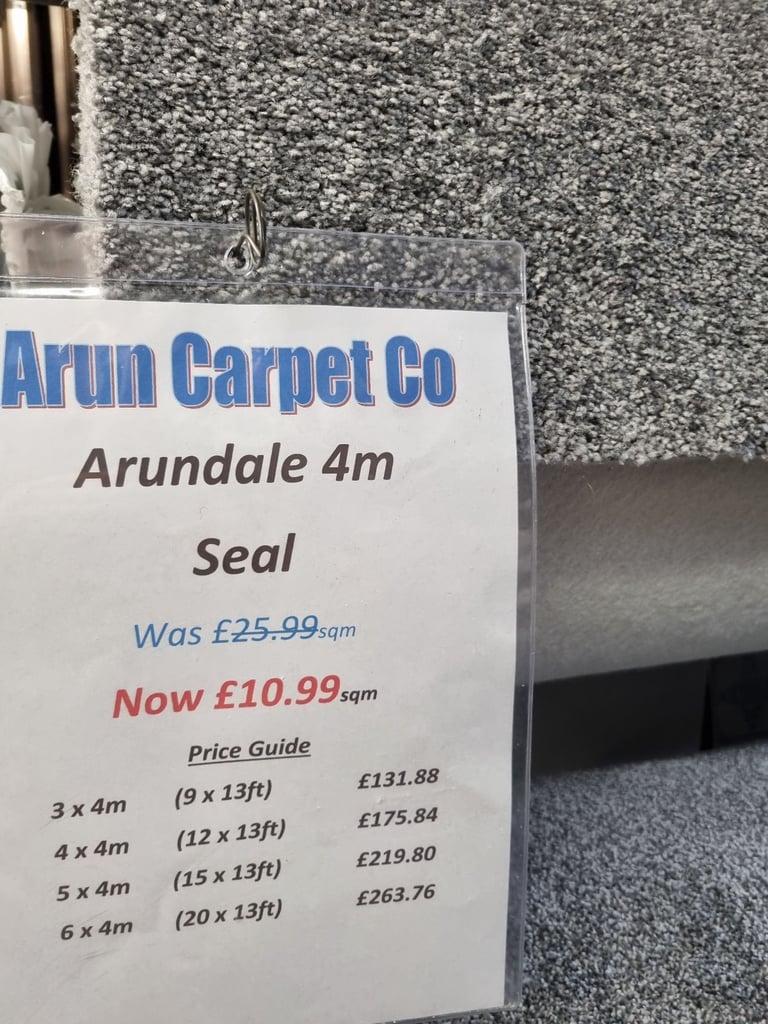 Arun Carpet Co
Arundale 4m
Seal
Was £25.99sqm
Now £10.99sqm
Price Guide
3 x 4m (9 x 13ft) £131.88
4 x 4m (12 x 13ft) £175.84
5 x 4m (15 x 13ft) £219.80
6 x 4m (20 x 13ft) £263.76